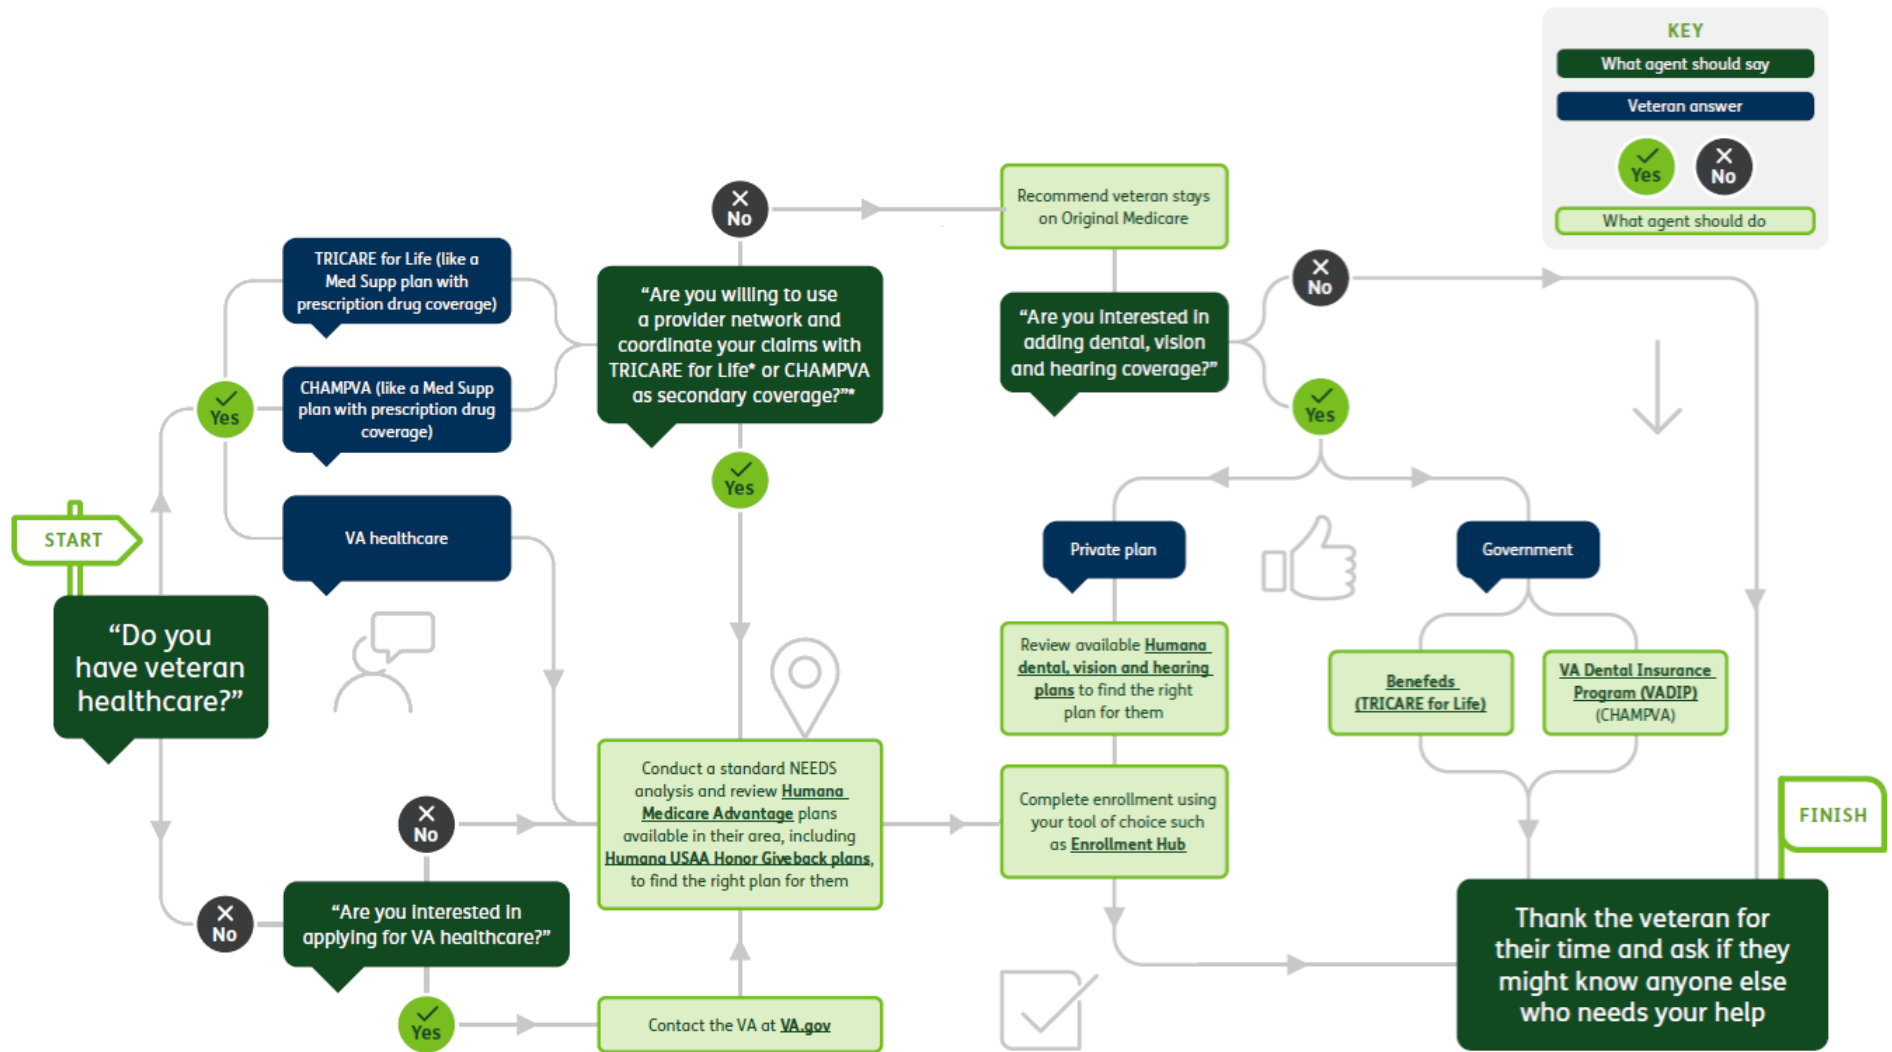 KEY
What agent should say
Veteran answer
Yes
No
What agent should do
START
“Do you
have veteran
healthcare?”
Yes
TRICARE for Life (like a
Med Supp plan with
prescription drug coverage)
CHAMPVA (like a Med Supp
plan with prescription drug
coverage)
VA healthcare
No
“Are you interested in
applying for VA healthcare?”
No
Yes
Contact the VA at VA.gov
No
“Are you willing to use
a provider network and
coordinate your claims with
TRICARE for Life* or CHAMPVA
as secondary coverage?”*
Yes
Conduct a standard NEEDS
analysis and review Humana
Medicare Advantage plans
available in their area, including
Humana USAA Honor Giveback plans,
to find the right plan for them
Recommend veteran stays
on Original Medicare
“Are you interested in
adding dental, vision
and hearing coverage?”
No
Yes
Private plan
Government
Review available Humana
dental, vision and hearing
plans to find the right
plan for them
Complete enrollment using
your tool of choice such
as Enrollment Hub
Benefeds
(TRICARE for Life)
VA Dental Insurance
Program (VADIP)
(CHAMPVA)
FINISH
Thank the veteran for
their time and ask if they
might know anyone else
who needs your help